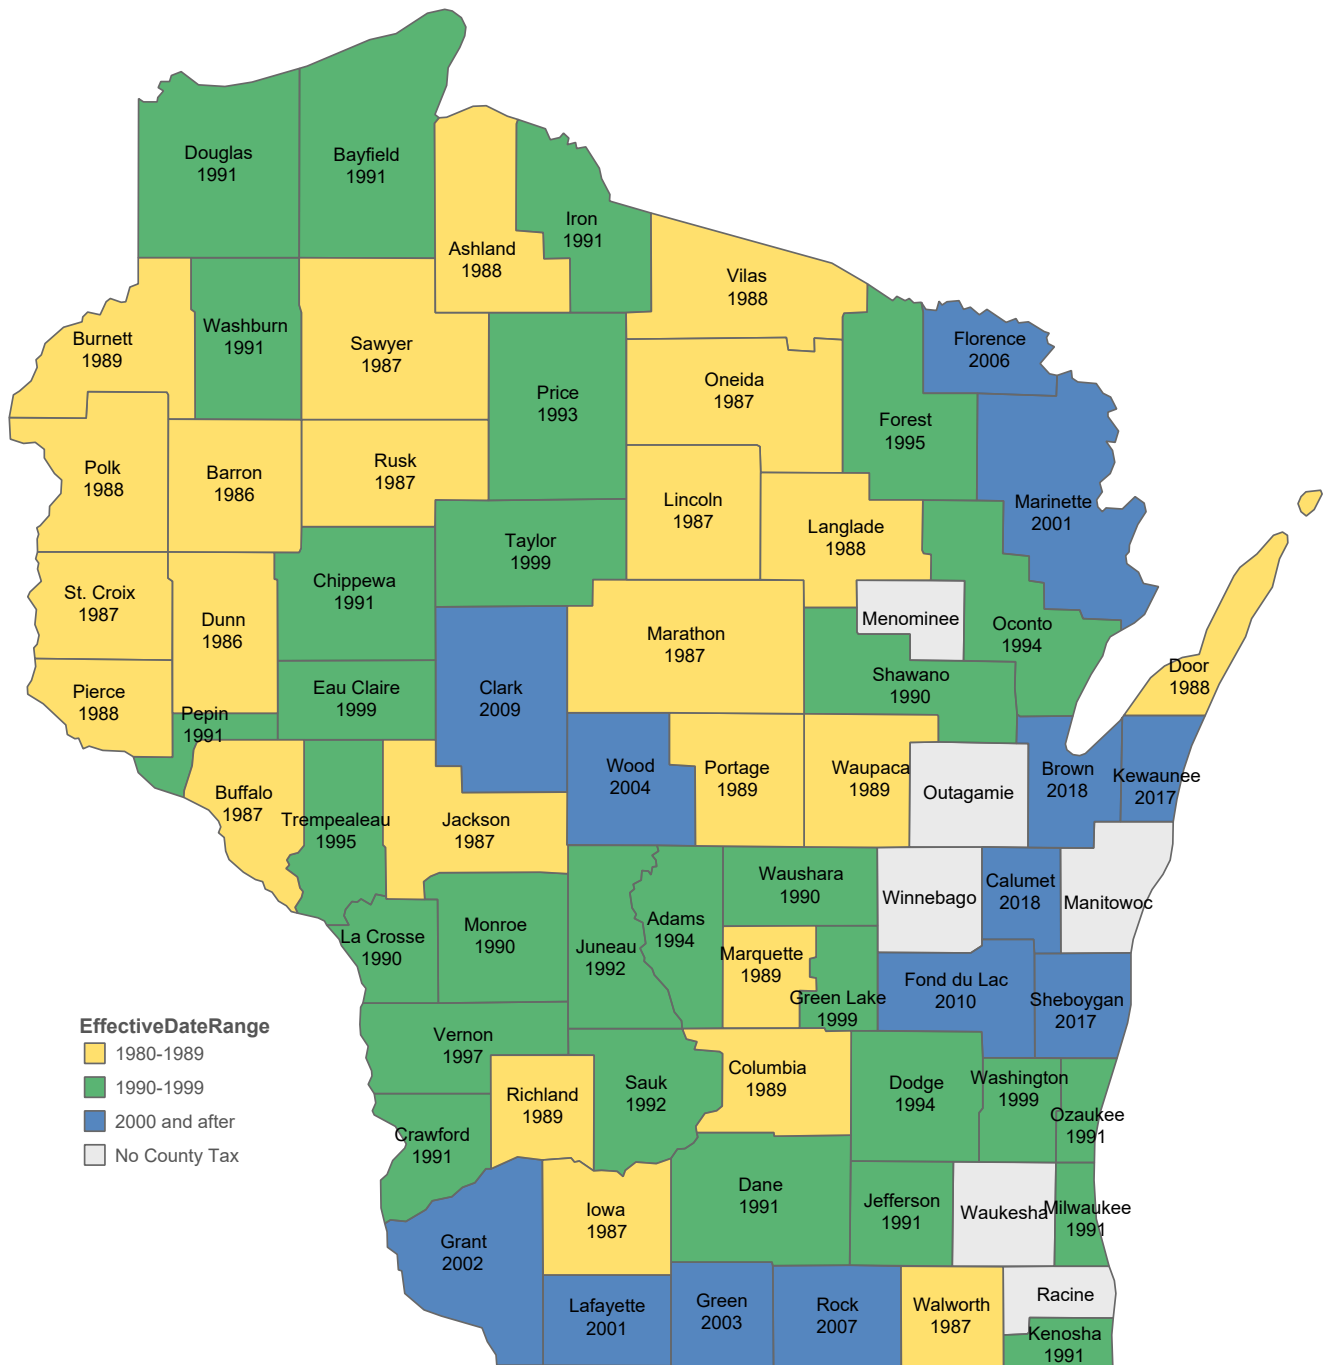 Douglas
1991
Bayfield
1991
Ashland
1988
Iron
1991
Vilas
1988
Florence
2006
Burnett
1989
Washburn
1991
Sawyer
1987
Price
1993
Oneida
1987
Forest
1995
Marinette
2001
Polk
1988
Barron
1986
Rusk
1987
Lincoln
1987
Langlade
1988
Taylor
1999
Chippewa
1991
St. Croix
1987
Dunn
1986
Menominee
Oconto
1994
Marathon
1987
Shawano
1990
Door
1988
Pierce
1988
Pepin
1991
Eau Claire
1999
Clark
2009
Wood
2004
Portage
1989
Waupaca
1989
Outagamie
Brown
2018
Kewaunee
2017
Buffalo
1987
Trempealeau
1995
Jackson
1987
Waushara
1990
Winnebago
Calumet
2018
Manitowoc
La Crosse
1990
Monroe
1990
Juneau
1992
Adams
1994
Marquette
1989
Green Lake
1999
Fond du Lac
2010
Sheboygan
2017
Vernon
1997
Richland
1989
Sauk
1992
Columbia
1989
Dodge
1994
Washington
1999
Ozaukee
1991
Crawford
1991
Grant
2002
Iowa
1987
Dane
1991
Jefferson
1991
Waukesha
Milwaukee
1991
Lafayette
2001
Green
2003
Rock
2007
Walworth
1987
Racine
Kenosha
1991
EffectiveDateRange
1980-1989
1990-1999
2000 and after
No County Tax